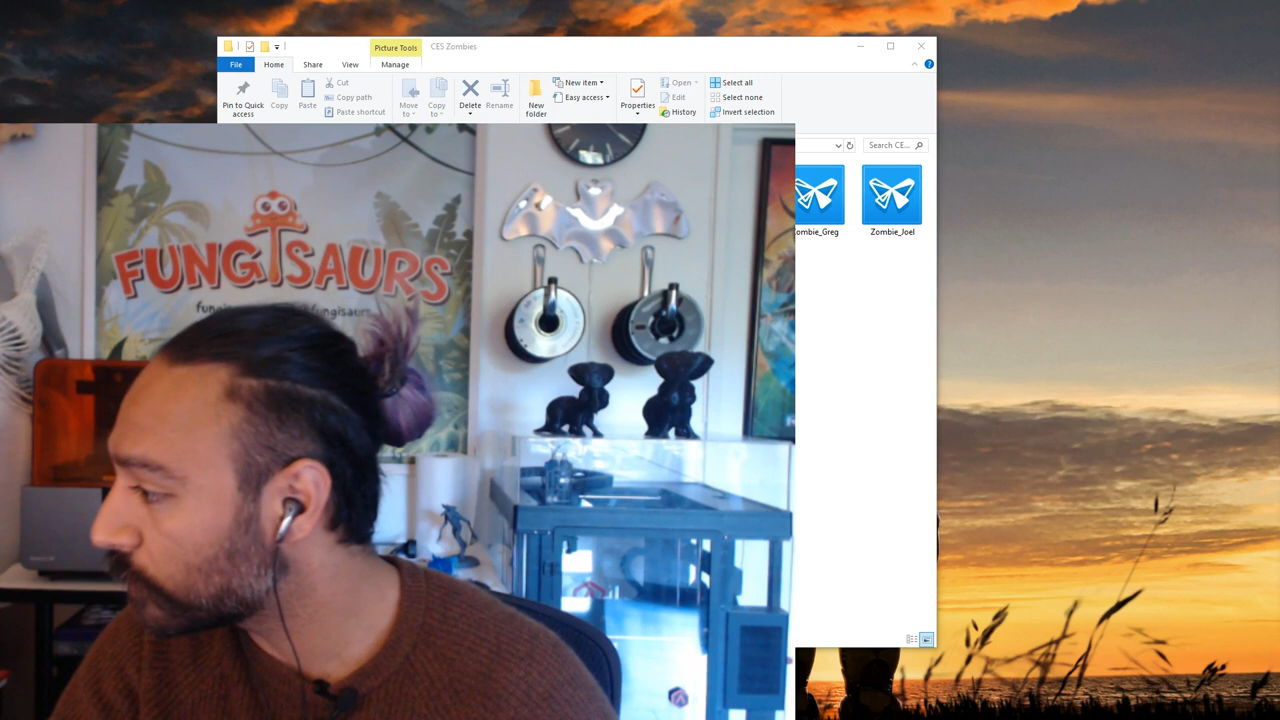 Picture Tools
CES Zombies
File
Home
Share
View
Manage
Pin to Quick
access
Copy
Paste
Cut
Copy path
Paste shortcut
Move
to
Copy
to
Delete
Rename
New
folder
New item
Easy access
Properties
Open
Edit
History
Select all
Select none
Invert selection
Search CE...
ombie_Greg
Zombie_Joel
FUNGISAURS
fungisaurs